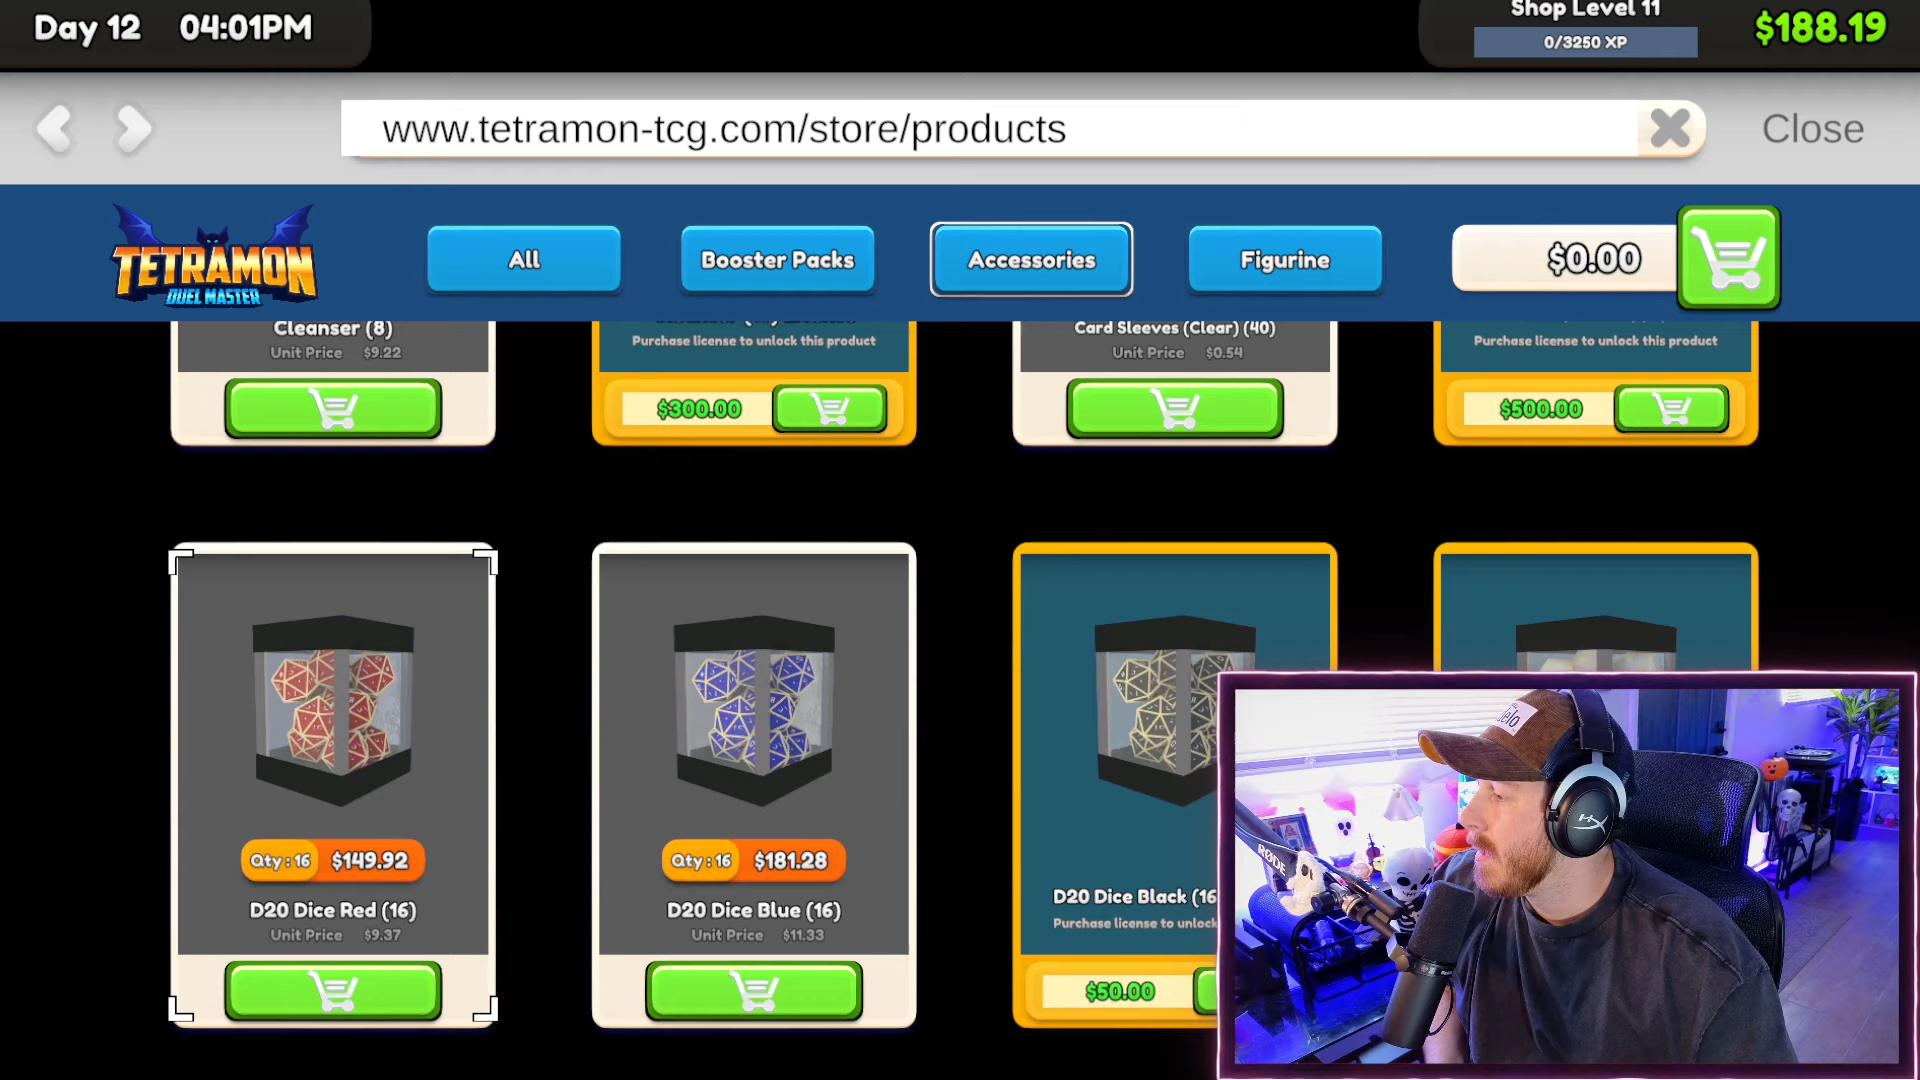 Day 12 04:01PM
Shop Level 11
0/3250 XP
$188.19
www.tetramon-tcg.com/store/products
Close
TETRAMON
DUEL MASTER
All
Booster Packs
Accessories
Figurine
$0.00
Cleanser (8)
Unit Price $9.22
Purchase license to unlock this product
$300.00
Card Sleeves (Clear) (40)
Unit Price $0.54
Purchase license to unlock this product
$500.00
Qty : 16 $149.92
D20 Dice Red (16)
Unit Price $9.37
Qty : 16 $181.28
D20 Dice Blue (16)
Unit Price $11.33
D20 Dice Black (16
Purchase license to unlock
$50.00
RØDE
HX